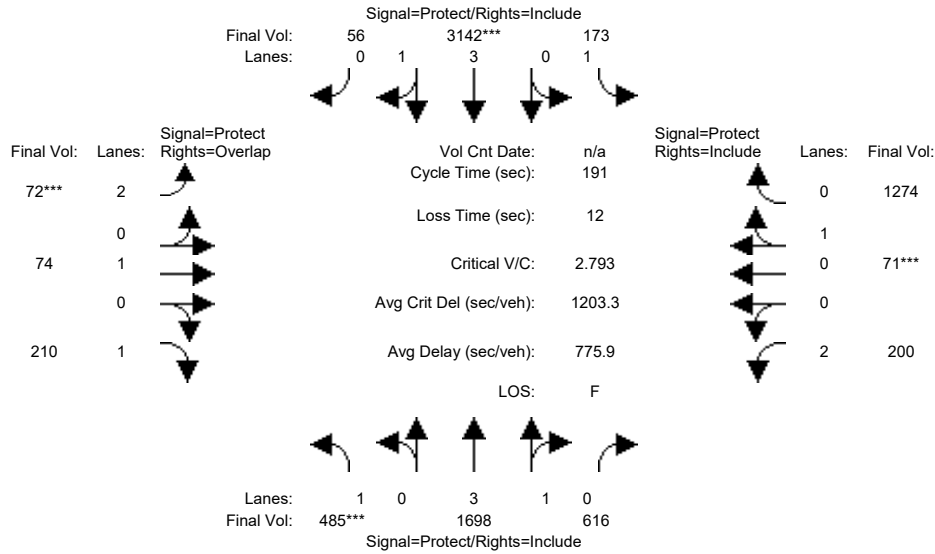 Signal=Protect/Rights=Include
Final Vol: 56 3142*** 173
Lanes: 0 1 3 0 1
Signal=Protect
Final Vol: Lanes: Rights=Overlap
Vol Cnt Date: n/a
Signal=Protect
Rights=Include Lanes: Final Vol:
Cycle Time (sec): 191
72*** 2
0 1274
Loss Time (sec): 12
0
1
74 1
Critical V/C: 2.793
0 71***
0
Avg Crit Del (sec/veh): 1203.3
0
210 1
Avg Delay (sec/veh): 775.9
2 200
LOS: F
Lanes: 1 0 3 1 0
Final Vol: 485*** 1698 616
Signal=Protect/Rights=Include